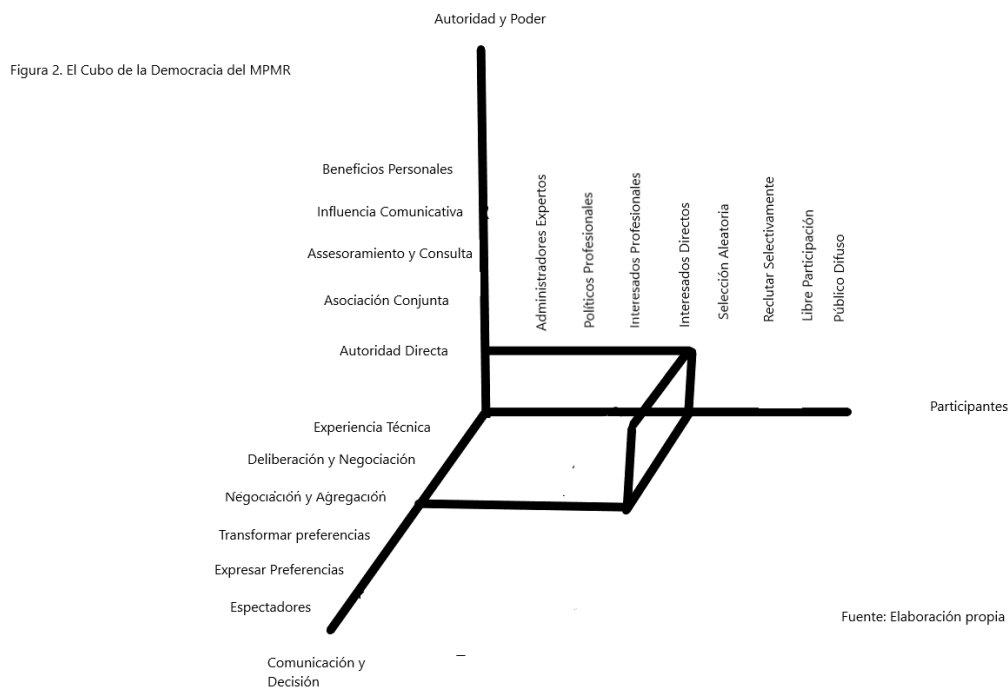 Autoridad y Poder
Figura 2. El Cubo de la Democracia del MPMR
Beneficios Personales
Influencia Comunicativa
Assesoramiento y Consulta
Asociación Conjunta
Autoridad Directa
Administradores Expertos
Políticos Profesionales
Interesados Profesionales
Interesados Directos
Selección Aleatoria
Reclutar Selectivamente
Libre Participación
Público Difuso
Participantes
Experiencia Técnica
Deliberación y Negociación
Negociación y Agregación
Transformar preferencias
Expresar Preferencias
Espectadores
Fuente: Elaboración propia
Comunicación y
Decisión